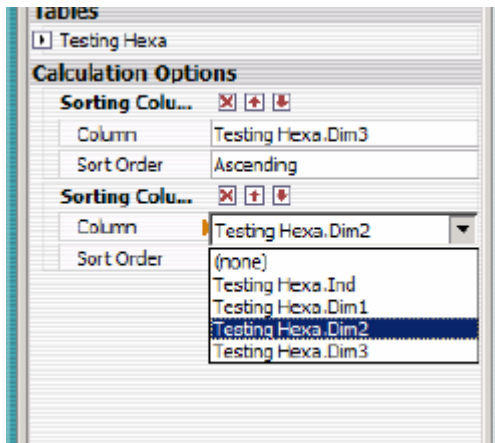 Tables
Testing Hexa
Calculation Options
Sorting Colu...
Column Testing Hexa.Dim3
Sort Order Ascending
Sorting Colu...
Column Testing Hexa.Dim2
Sort Order
(none)
Testing Hexa.Ind
Testing Hexa.Dim1
Testing Hexa.Dim2
Testing Hexa.Dim3